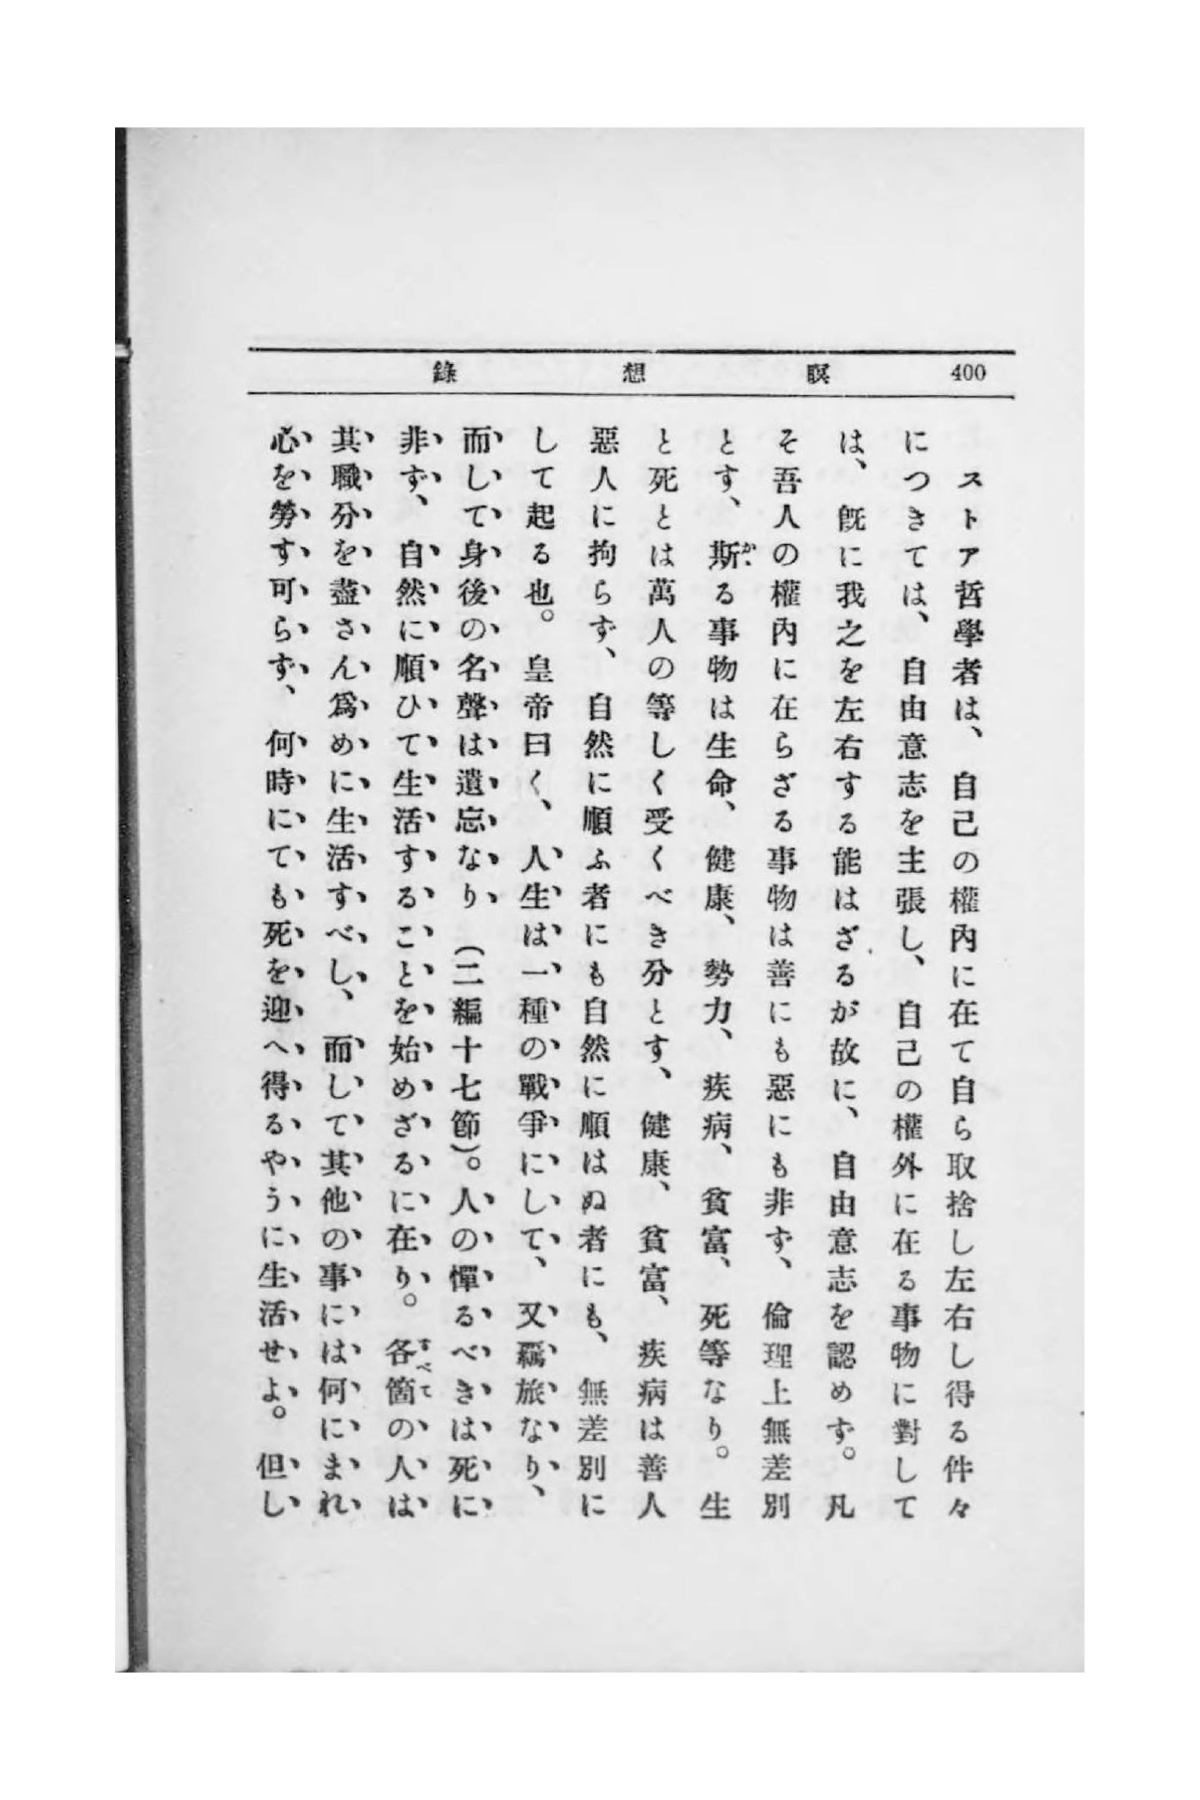 400 瞑想錄
ストア哲學者は、自己の權內に在て自ら取捨し左右し得る件々
につきては、自由意志を主張し、自己の權外に在る事物に對して
は、旣に我之を左右する能はざるが故に、自由意志を認めず。凡
そ吾人の權內に在らざる事物は善にも惡にも非ず、倫理上無差別
とす、斯る事物は生命、健康、勢力、疾病、貧富、死等なり。生
と死とは萬人の等しく受くべき分とす、健康、貧富、疾病は善人
惡人に拘らず、自然に順ふ者にも自然に順はぬ者にも、無差別に
して起る也。皇帝曰く、人生は一種の戰爭にして、又羈旅なり、
而して身後の名聲は遺忘なり（二編十七節）。人の憚るべきは死に
非ず、自然に順ひて生活することを始めざるに在り。各箇の人は
其職分を盡さん爲めに生活すべし、而して其他の事には何にまれ
心を勞す可らず、何時にても死を迎へ得るやうに生活せよ。但し